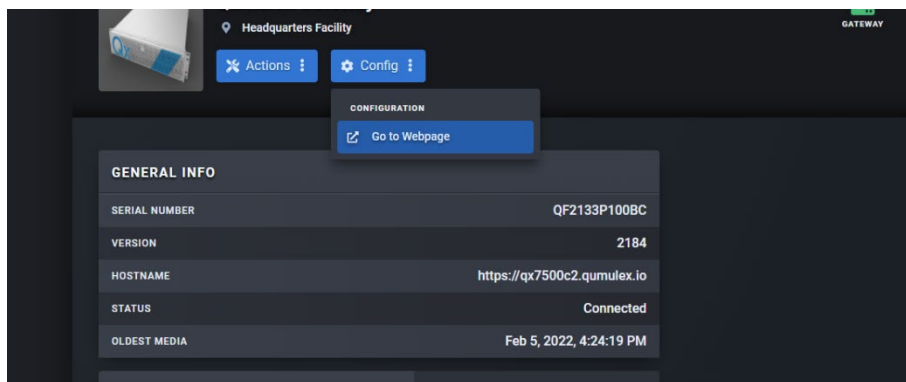 Headquarters Facility
GATEWAY
Actions
Config
CONFIGURATION
Go to Webpage
GENERAL INFO
SERIAL NUMBER QF2133P100BC
VERSION 2184
HOSTNAME https://qx7500c2.qumulex.io
STATUS Connected
OLDEST MEDIA Feb 5, 2022, 4:24:19 PM